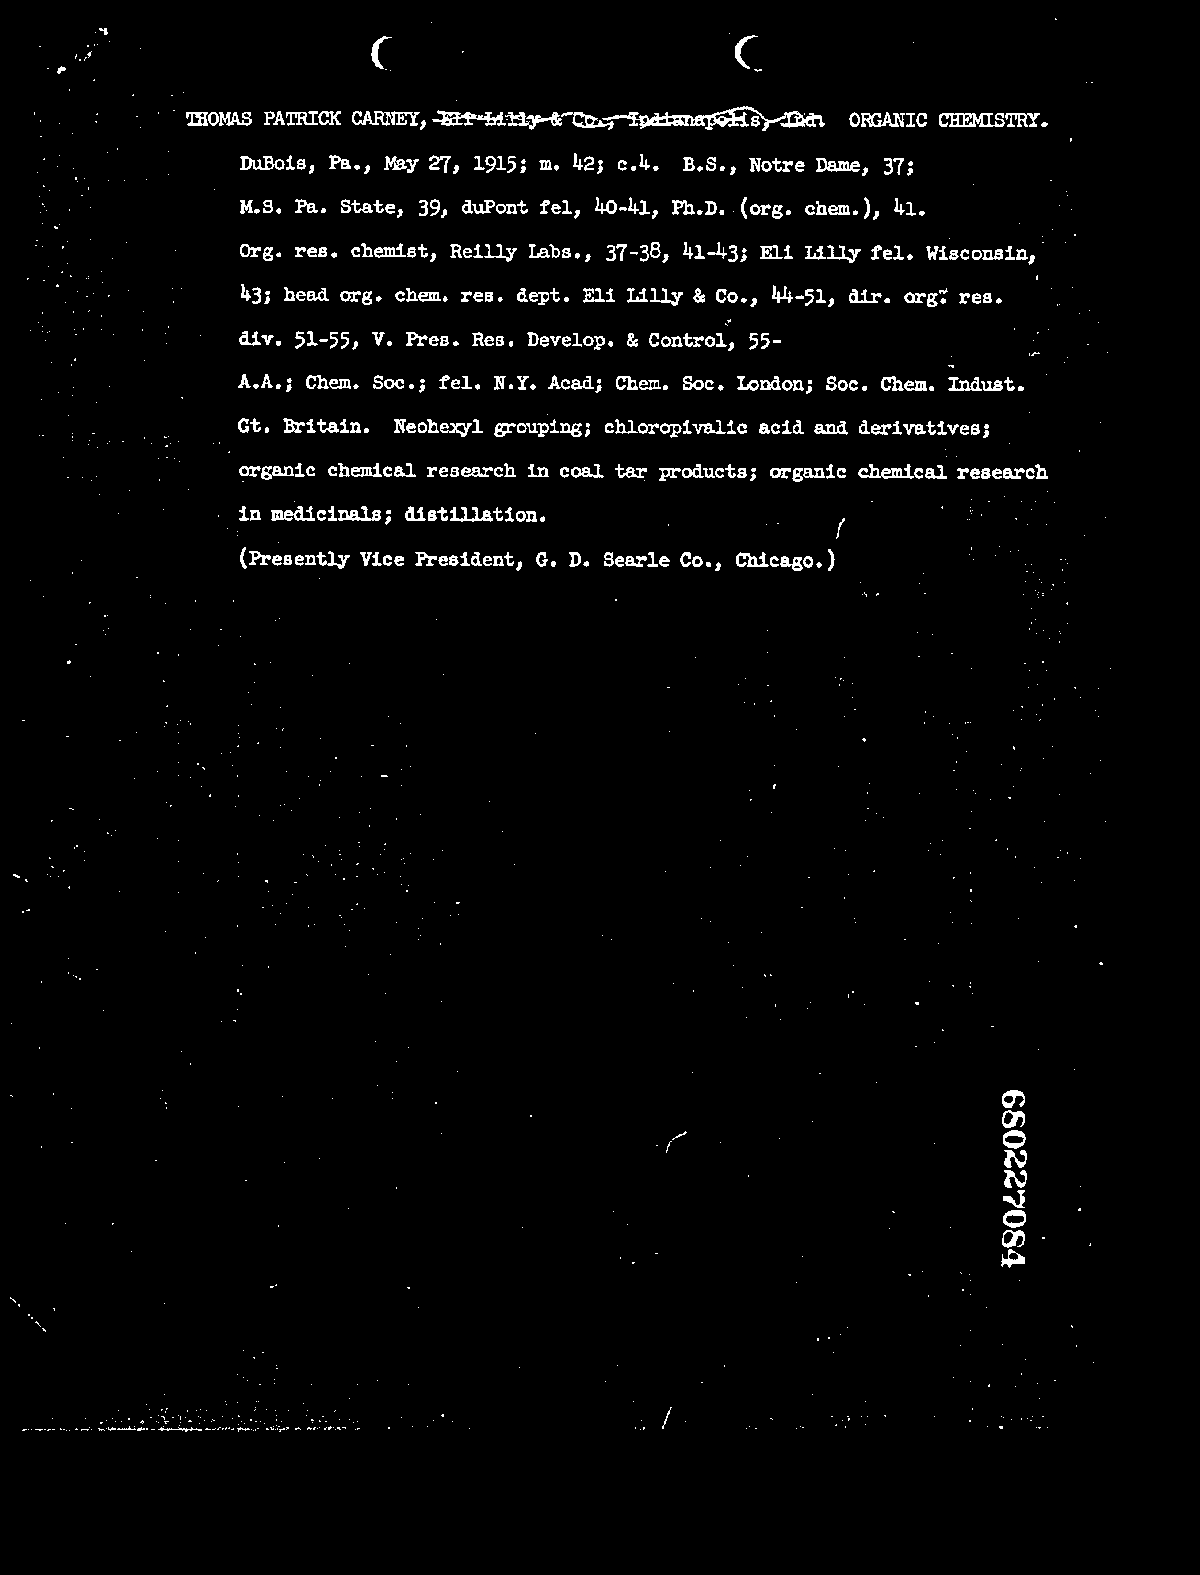 THOMAS PATRICK CARNEY, Eli Lilly & Co., Indianapolis, Ind. ORGANIC CHEMISTRY.
DuBois, Pa., May 27, 1915; m. 42; c.4. B.S., Notre Dame, 37;
M.S. Pa. State, 39, duPont fel, 40-41, Ph.D. (org. chem.), 41.
Org. res. chemist, Reilly Labs., 37-38, 41-43; Eli Lilly fel. Wisconsin,
43; head org. chem. res. dept. Eli Lilly & Co., 44-51, dir. org. res.
div. 51-55, V. Pres. Res. Develop. & Control, 55-
A.A.; Chem. Soc.; fel. N.Y. Acad; Chem. Soc. London; Soc. Chem. Indust.
Gt. Britain. Neohexyl grouping; chloropivalic acid and derivatives;
organic chemical research in coal tar products; organic chemical research
in medicinals; distillation.
(Presently Vice President, G. D. Searle Co., Chicago.)
680227084